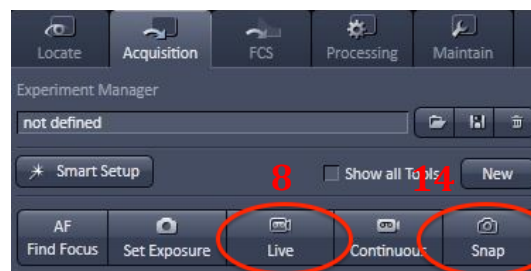 Locate Acquisition FCS Processing Maintain
Experiment Manager
not defined
Smart Setup 8 Show all Tools 14 New
AF
Find Focus Set Exposure Live Continuous Snap